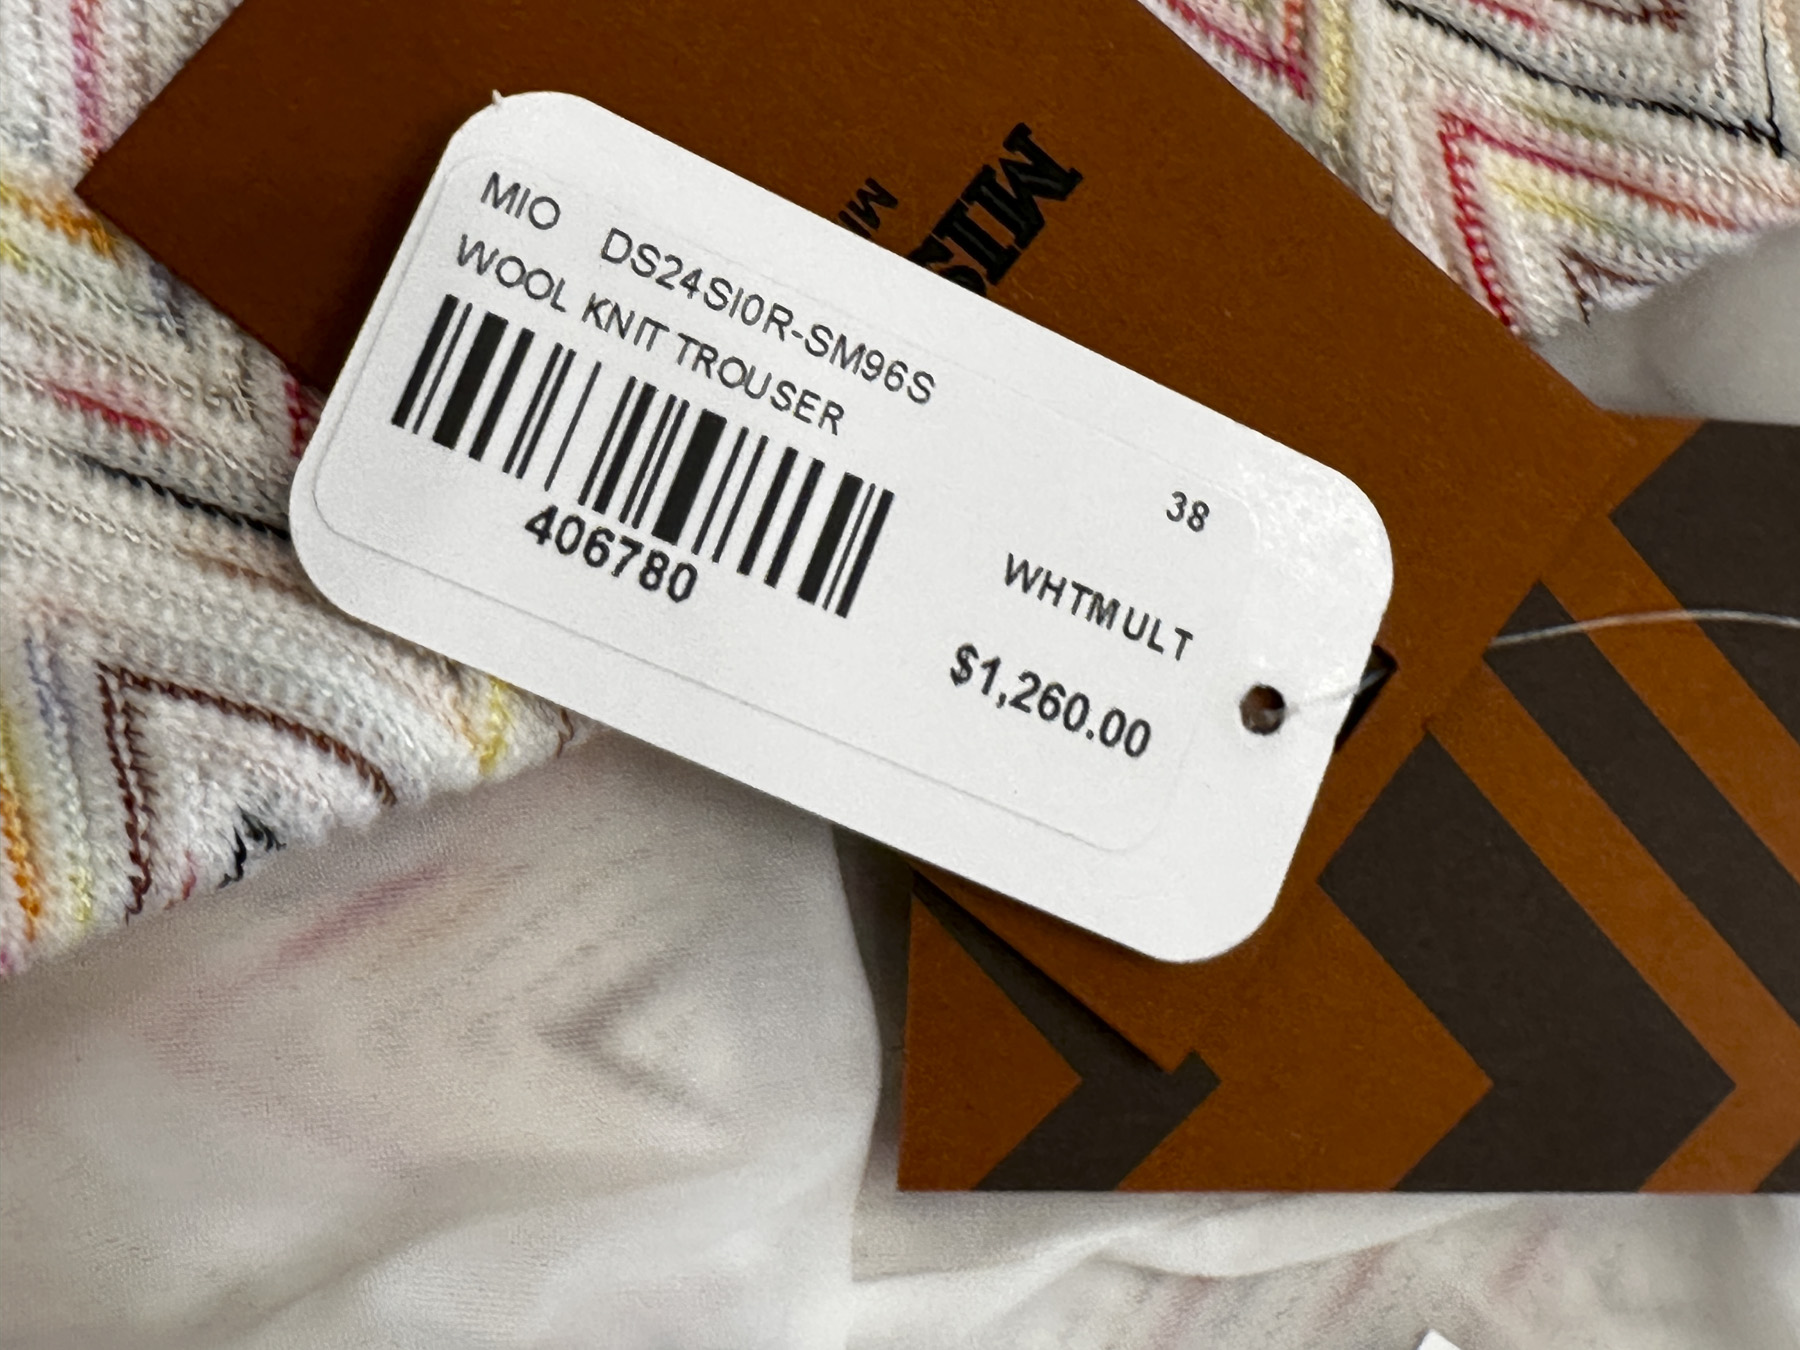 MIO DS24SI0R-SM96S
WOOL KNIT TROUSER
406780
38
WHTMULT
$1,260.00